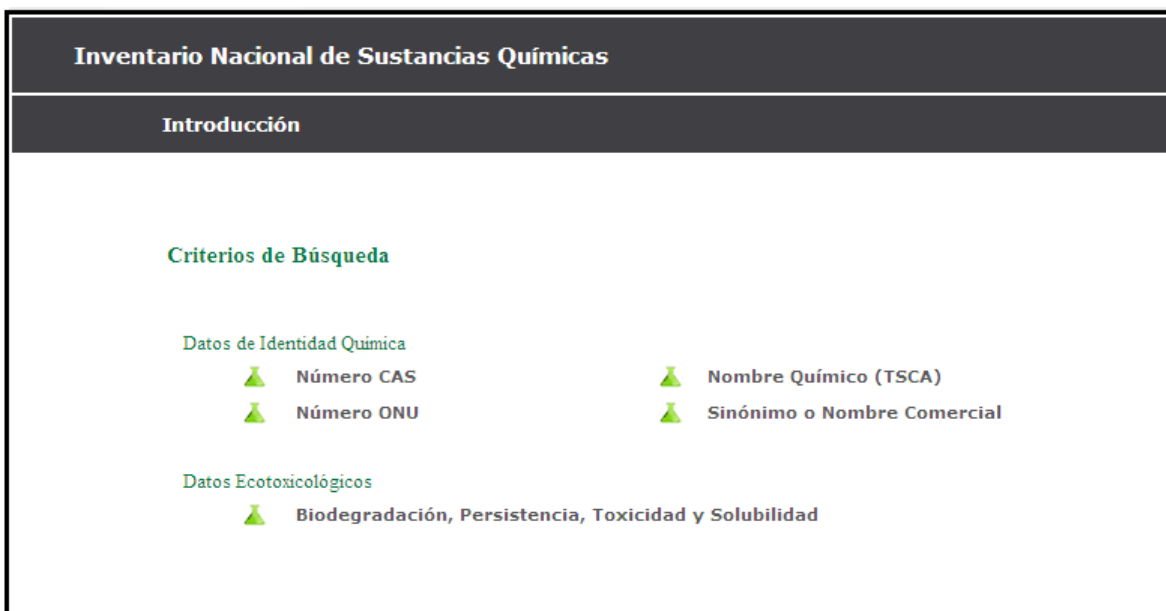 Inventario Nacional de Sustancias Químicas
Introducción
Criterios de Búsqueda
Datos de Identidad Quimica
Número CAS
Nombre Químico (TSCA)
Número ONU
Sinónimo o Nombre Comercial
Datos Ecotoxicológicos
Biodegradación, Persistencia, Toxicidad y Solubilidad